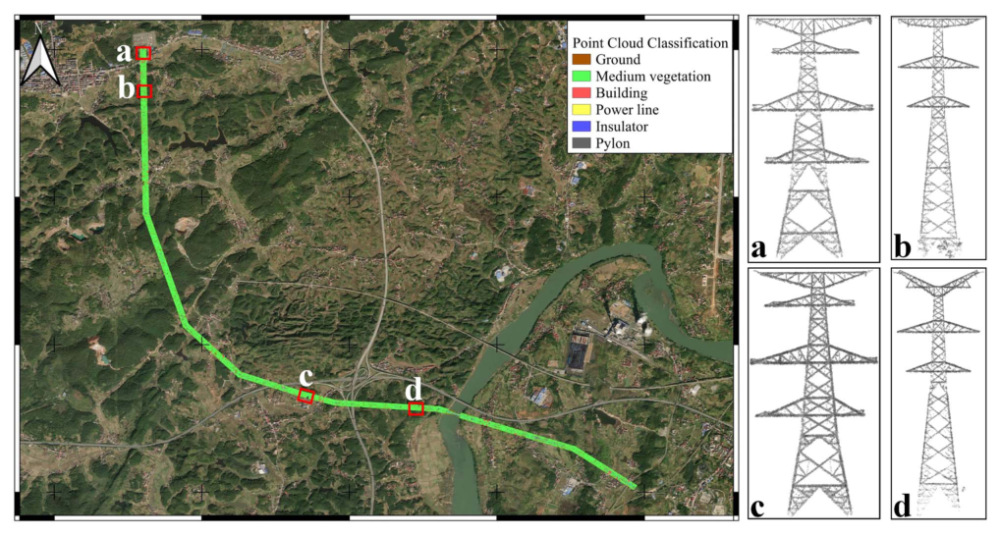 N
Point Cloud Classification
Ground
Medium vegetation
Building
Power line
Insulator
Pylon
a
b
c
d
a
b
c
d